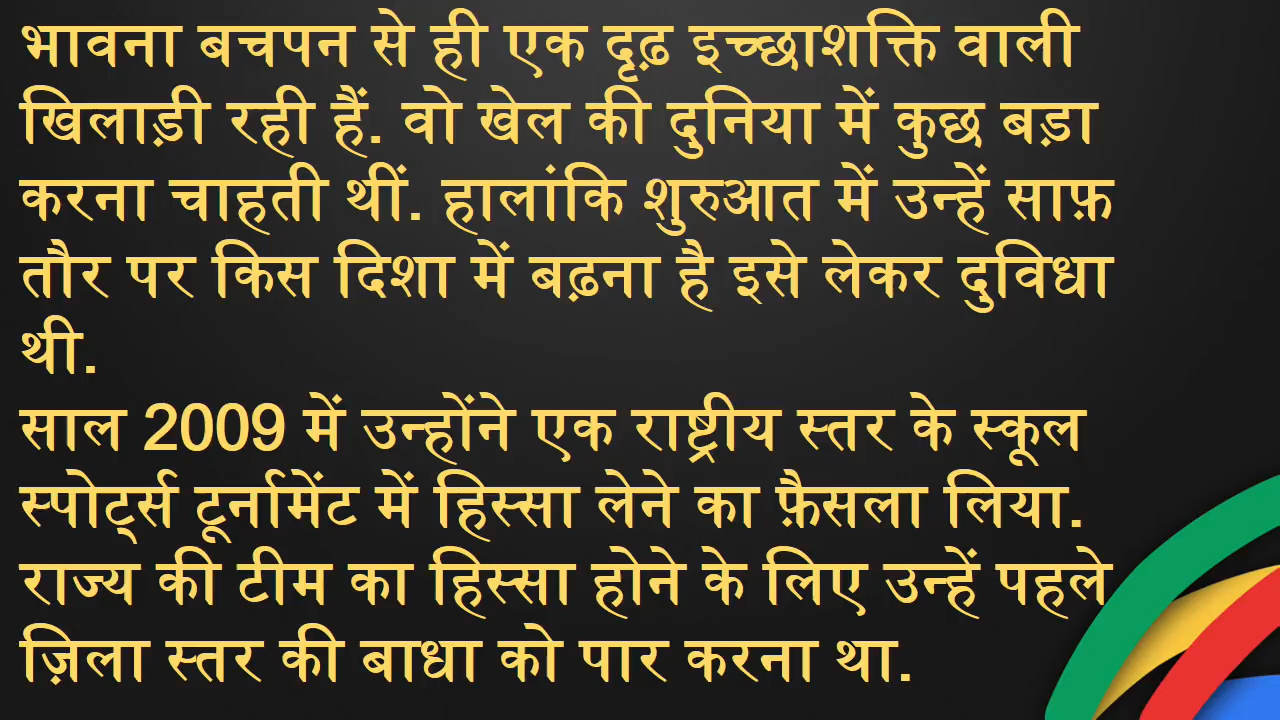 भावना बचपन से ही एक दृढ़ इच्छाशक्ति वाली
खिलाड़ी रही हैं. वो खेल की दुनिया में कुछ बड़ा
करना चाहती थीं. हालांकि शुरुआत में उन्हें साफ़
तौर पर किस दिशा में बढ़ना है इसे लेकर दुविधा
थी.
साल 2009 में उन्होंने एक राष्ट्रीय स्तर के स्कूल
स्पोर्ट्स टूर्नामेंट में हिस्सा लेने का फ़ैसला लिया.
राज्य की टीम का हिस्सा होने के लिए उन्हें पहले
ज़िला स्तर की बाधा को पार करना था.